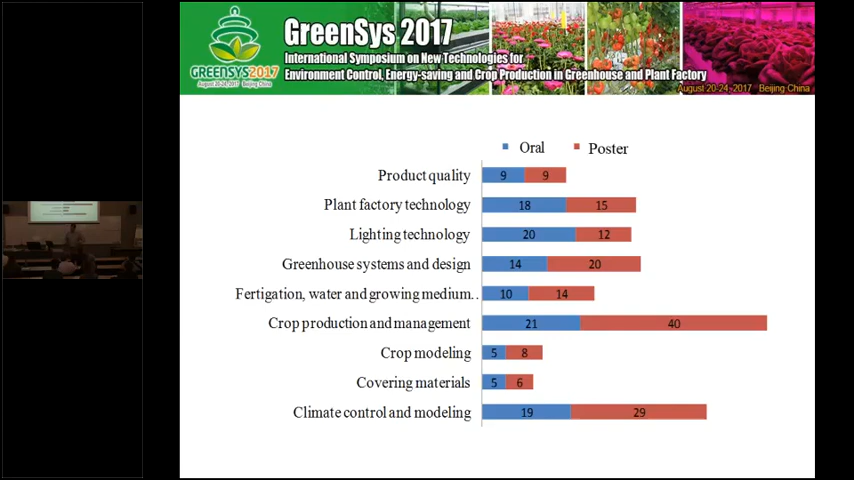 GREENSYS2017
August 20-24, 2017 Beijing China
GreenSys 2017
International Symposium on New Technologies for
Environment Control, Energy-saving and Crop Production in Greenhouse and Plant Factory
August 20-24, 2017 Beijing China
Oral Poster
Product quality 9 9
Plant factory technology 18 15
Lighting technology 20 12
Greenhouse systems and design 14 20
Fertigation, water and growing medium.. 10 14
Crop production and management 21 40
Crop modeling 5 8
Covering materials 5 6
Climate control and modeling 19 29